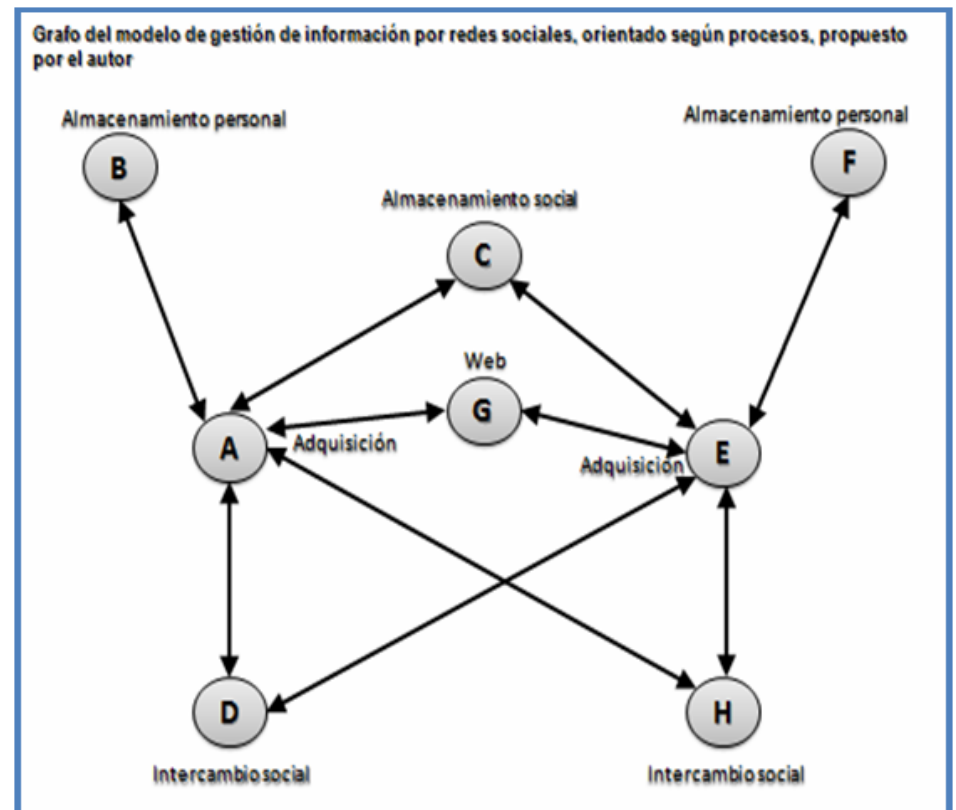 Grafo del modelo de gestión de información por redes sociales, orientado según procesos, propuesto
por el autor
Almacenamiento personal
Almacenamiento personal
B
F
Almacenamiento social
C
Web
G
A
Adquisición
Adquisición
E
D
H
Intercambio social
Intercambio social